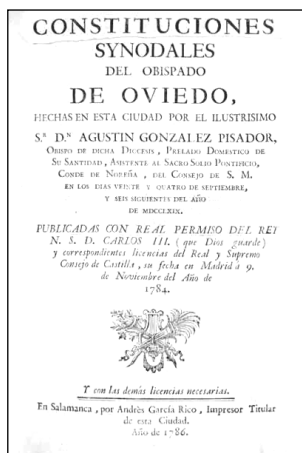 CONSTITUCIONES
SYNODALES
DEL OBISPADO
DE OVIEDO,
HECHAS EN ESTA CIUDAD POR EL ILUSTRISIMO
S.R D.N AGUSTIN GONZALEZ PISADOR,
OBISPO DE DICHA DIOCESIS, PRELADO DOMESTICO DE
SU SANTIDAD, ASISTENTE AL SACRO SOLIO PONTIFICIO,
CONDE DE NOREÑA, DEL CONSEJO DE S. M.
EN LOS DIAS VEINTE Y QUATRO DE SEPTIEMBRE,
Y SEIS SIGUIENTES DEL AÑO
DE MDCCLXIX.
PUBLICADAS CON REAL PERMISO DEL REI
N. S. D. CARLOS III. (que Dios guarde)
y correspondientes licencias del Real y Supremo
Consejo de Castilla, su fecha en Madrid à 9.
de Noviembre del Año de
1784.
Y con las demàs licencias necesarias.
En Salamanca, por Andrès García Rico, Impresor Titular
de esta Ciudad.
Año de 1786.